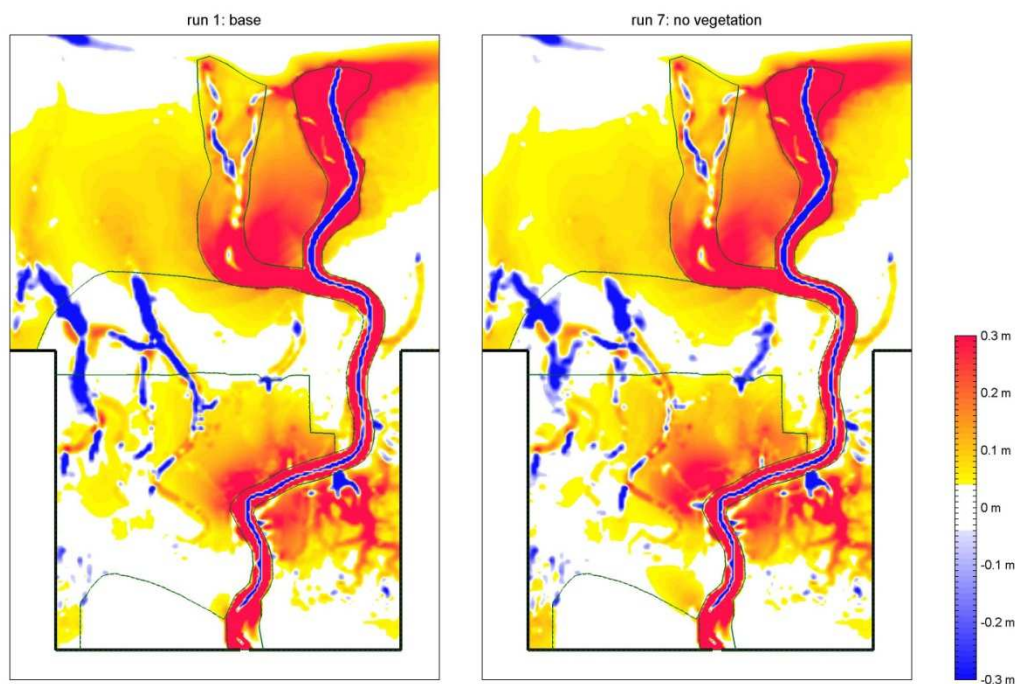 run 1: base
run 7: no vegetation
0.3 m
0.2 m
0.1 m
0 m
-0.1 m
-0.2 m
-0.3 m